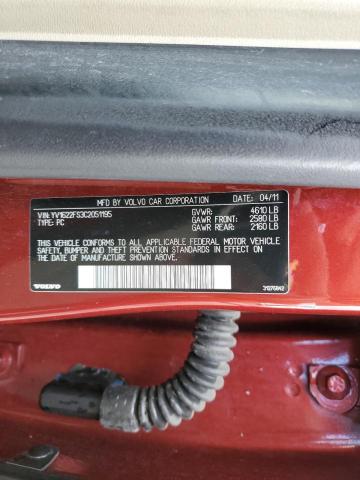 MFD BY VOLVO CAR CORPORATION DATE: 04/11
VIN: YV1622FS3C2051195 GVWR: 4610 LB
TYPE: PC GAWR FRONT: 2580 LB
GAWR REAR: 2160 LB
THIS VEHICLE CONFORMS TO ALL APPLICABLE FEDERAL MOTOR VEHICLE
SAFETY, BUMPER, AND THEFT PREVENTION STANDARDS IN EFFECT ON
THE DATE OF MANUFACTURE SHOWN ABOVE.
VOLVO